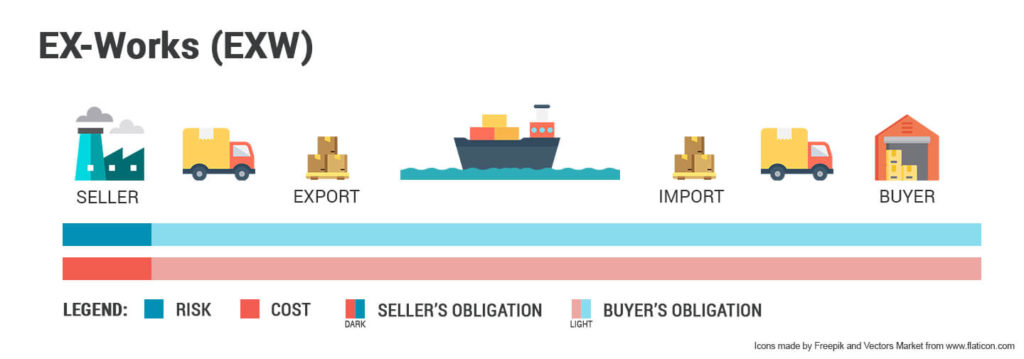 EX-Works (EXW)
SELLER
EXPORT
IMPORT
BUYER
LEGEND: RISK COST SELLER'S OBLIGATION BUYER'S OBLIGATION
DARK LIGHT
Icons made by Freepik and Vectors Market from www.flaticon.com